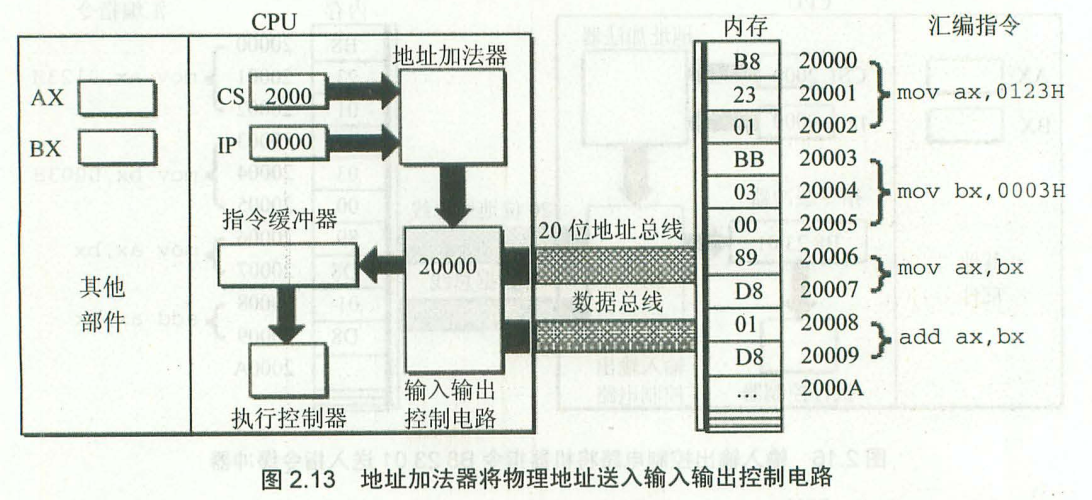 CPU
内存
汇编指令
地址加法器
AX
CS 2000
BX
IP 0000
B8 20000
23 20001
01 20002
mov ax,0123H
BB 20003
03 20004
00 20005
mov bx,0003H
89 20006
D8 20007
mov ax,bx
01 20008
D8 20009
add ax,bx
… 2000A
指令缓冲器
20000
20位地址总线
数据总线
其他
部件
执行控制器
输入输出
控制电路
图 2.13 地址加法器将物理地址送入输入输出控制电路